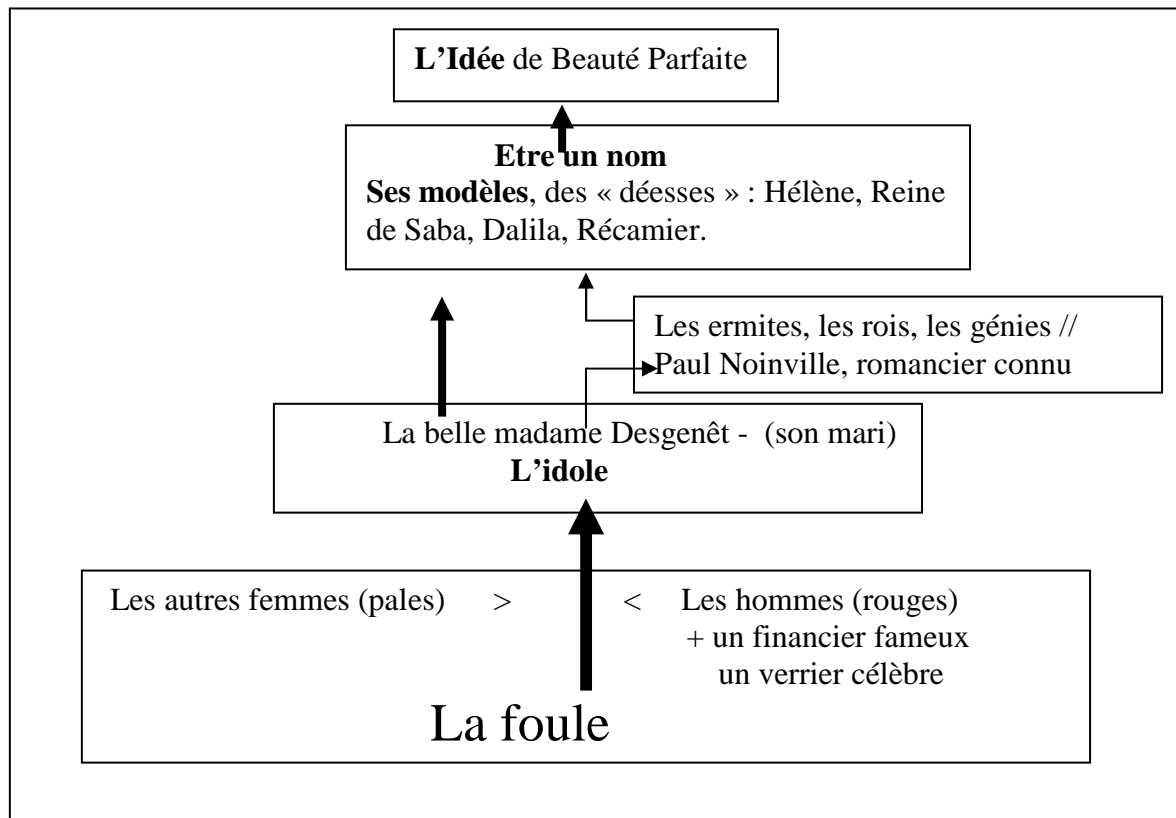 L’Idée de Beauté Parfaite
Etre un nom
Ses modèles, des « déesses » : Hélène, Reine
de Saba, Dalila, Récamier.
Les ermites, les rois, les génies //
Paul Noinville, romancier connu
La belle madame Desgenêt - (son mari)
L’idole
Les autres femmes (pales) > < Les hommes (rouges)
+ un financier fameux
un verrier célèbre
La foule